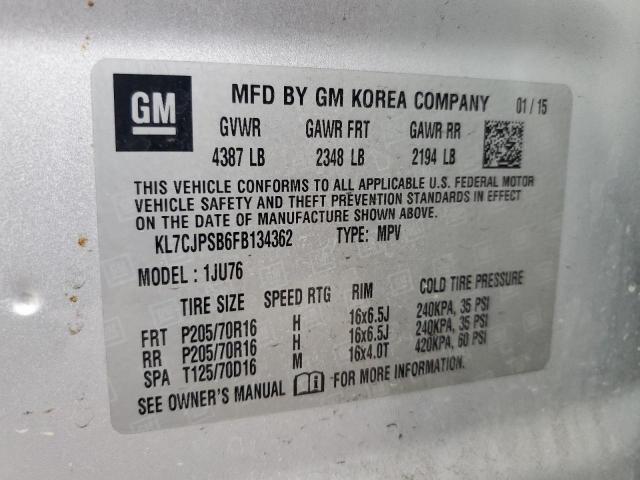 GM MFD BY GM KOREA COMPANY 01/15
GVWR GAWR FRT GAWR RR
4387 LB 2348 LB 2194 LB
THIS VEHICLE CONFORMS TO ALL APPLICABLE U.S. FEDERAL MOTOR
VEHICLE SAFETY AND THEFT PREVENTION STANDARDS IN EFFECT
ON THE DATE OF MANUFACTURE SHOWN ABOVE.
KL7CJPSB6FB134362 TYPE: MPV
MODEL: 1JU76
TIRE SIZE SPEED RTG RIM COLD TIRE PRESSURE
FRT P205/70R16 H 16x6.5J 240KPA, 35 PSI
RR P205/70R16 H 16x6.5J 240KPA, 35 PSI
SPA T125/70D16 M 16x4.0T 420KPA, 60 PSI
SEE OWNER'S MANUAL FOR MORE INFORMATION.